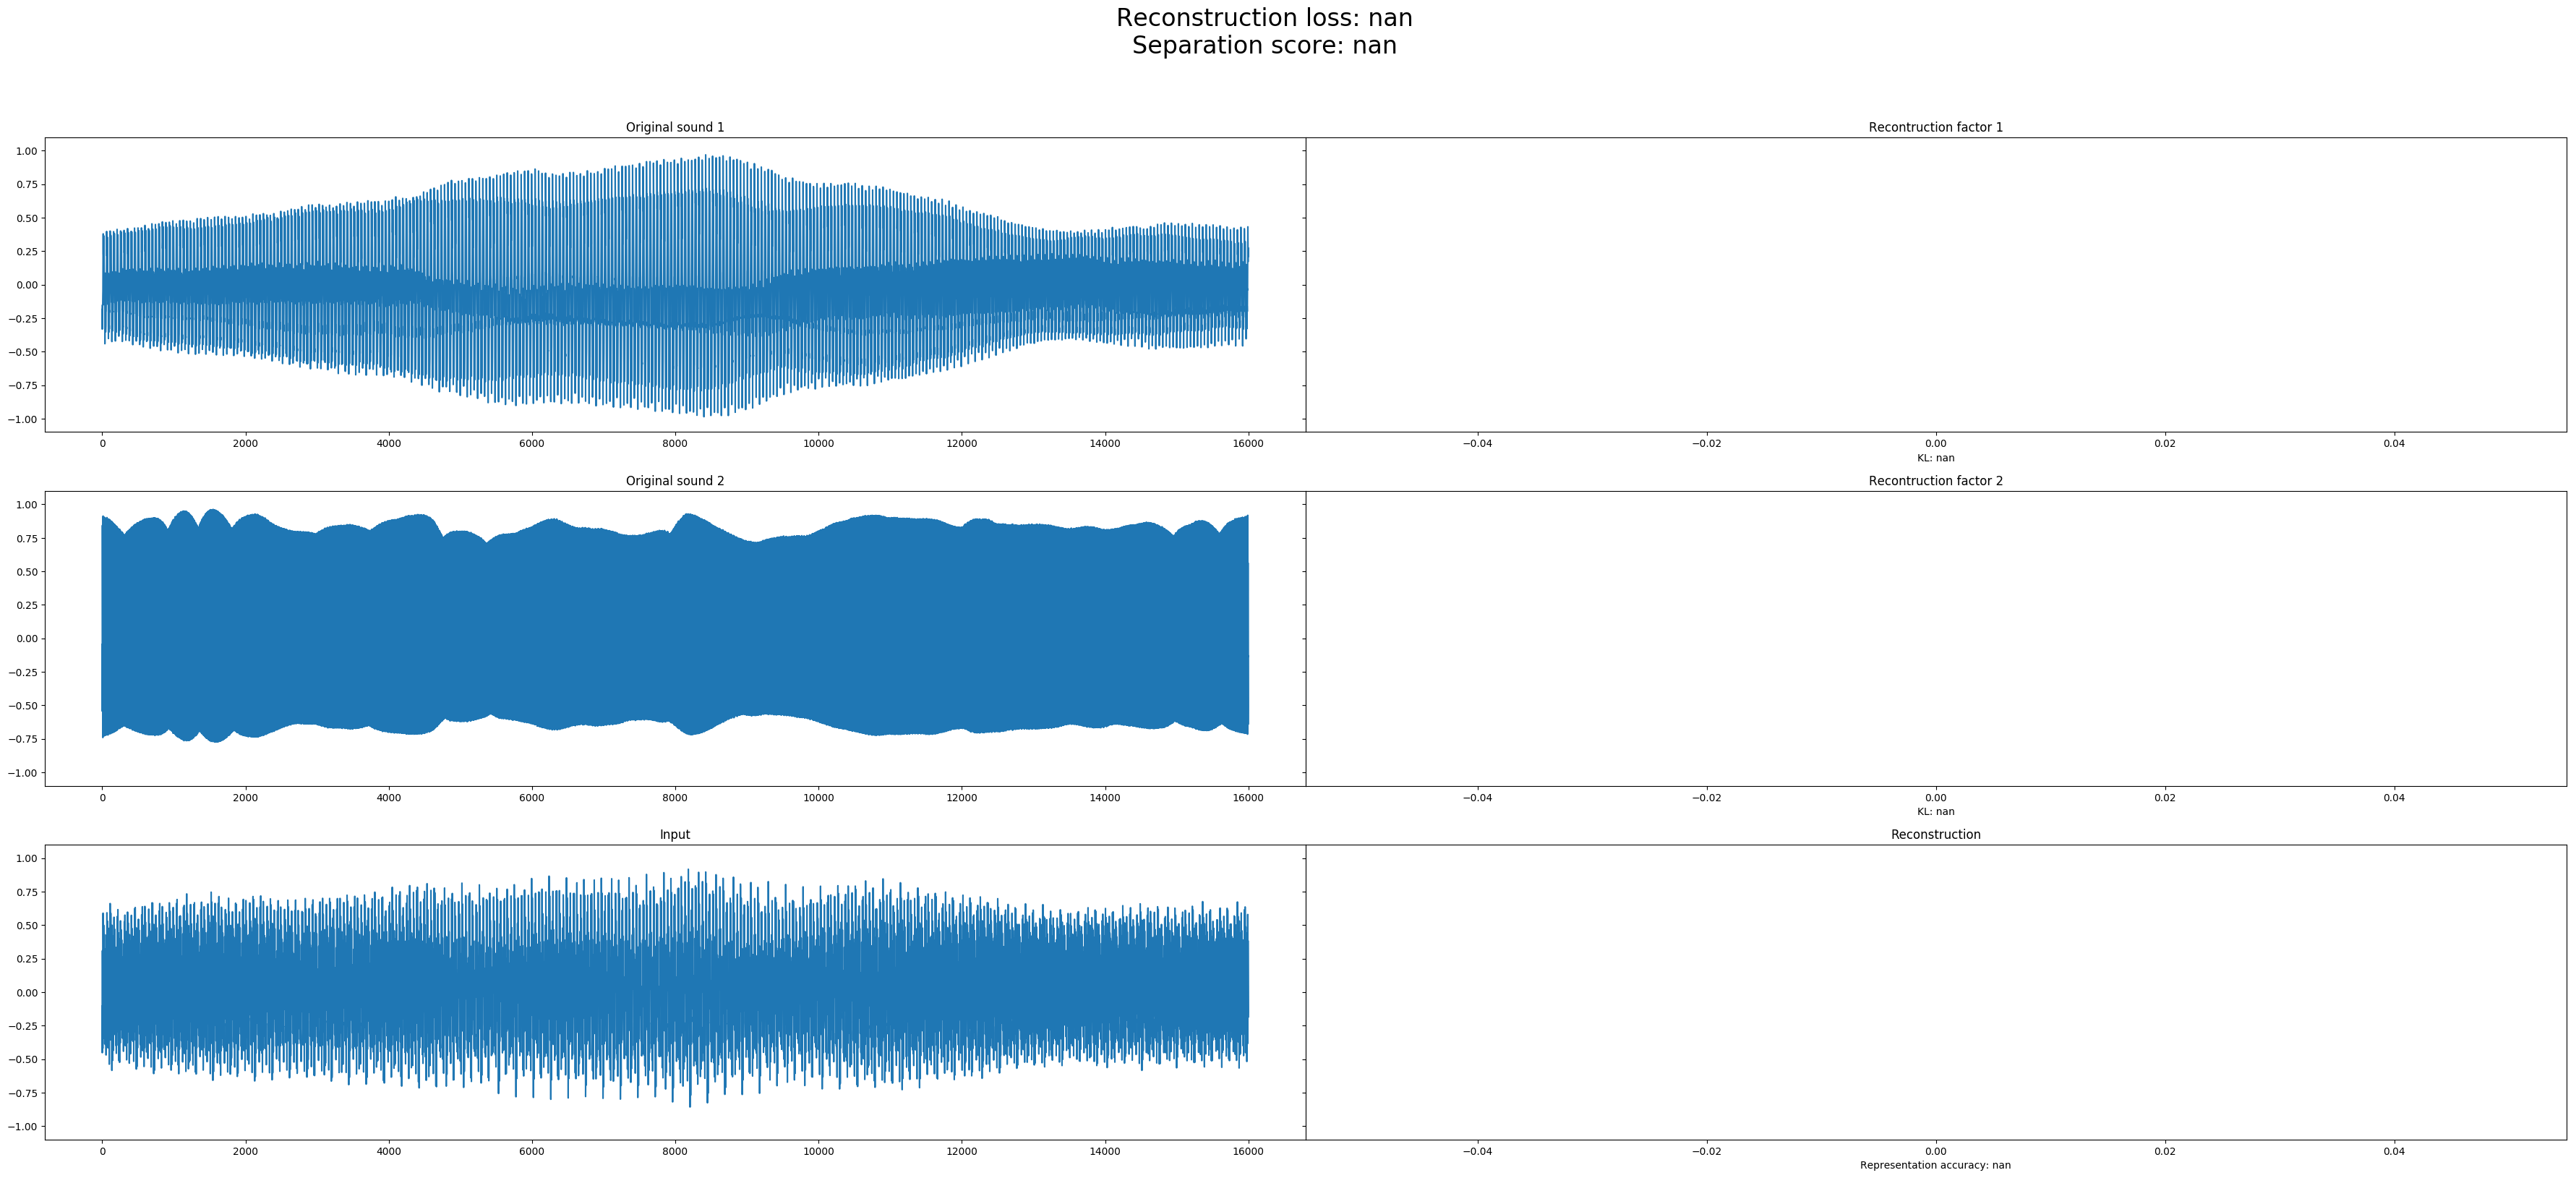 Reconstruction loss: nan
Separation score: nan
Original sound 1
Recontruction factor 1
1.00
0.75
0.50
0.25
0.00
−0.25
−0.50
−0.75
−1.00
0 2000 4000 6000 8000 10000 12000 14000 16000
−0.04 −0.02 0.00 0.02 0.04
KL: nan
Original sound 2
Recontruction factor 2
1.00
0.75
0.50
0.25
0.00
−0.25
−0.50
−0.75
−1.00
0 2000 4000 6000 8000 10000 12000 14000 16000
−0.04 −0.02 0.00 0.02 0.04
KL: nan
Input
Reconstruction
1.00
0.75
0.50
0.25
0.00
−0.25
−0.50
−0.75
−1.00
0 2000 4000 6000 8000 10000 12000 14000 16000
−0.04 −0.02 0.00 0.02 0.04
Representation accuracy: nan